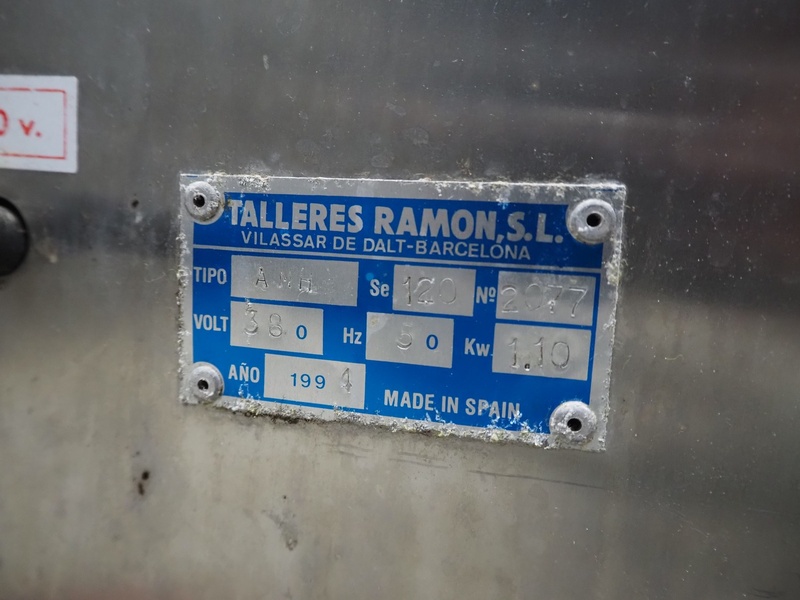 0 v.
TALLERES RAMON, S.L.
VILASSAR DE DALT-BARCELONA
TIPO Se Nº 2077
VOLT 380 Hz 50 Kw 1.10
AÑO 1994 MADE IN SPAIN